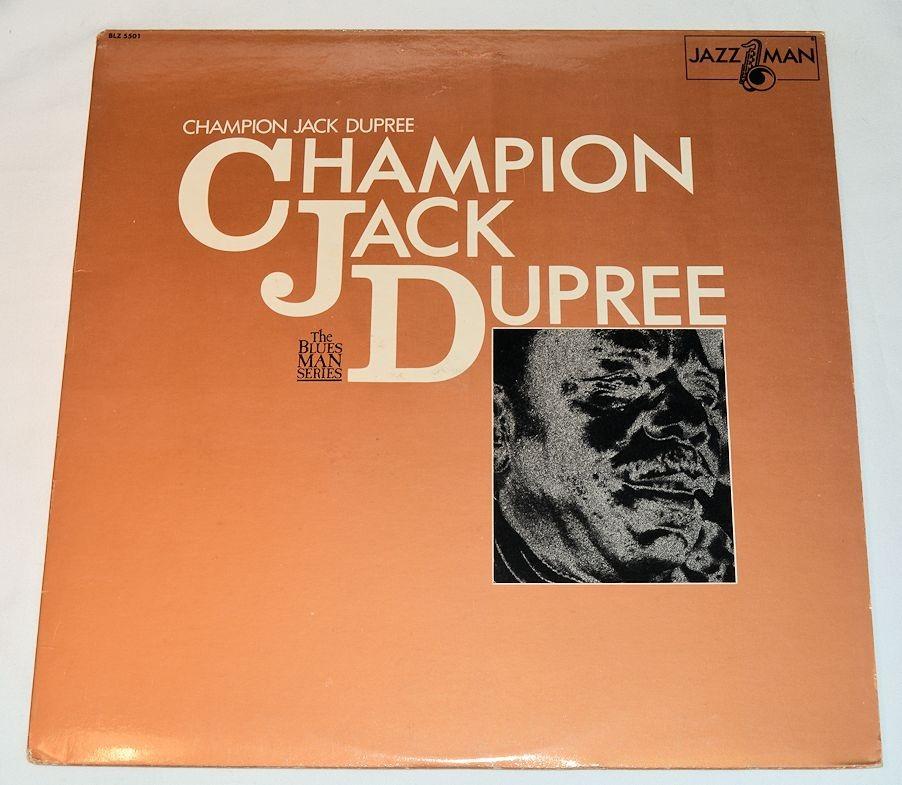 BLZ 5501
JAZZ MAN
CHAMPION JACK DUPREE
CHAMPION
JACK
DUPREE
The
BLUES
MAN
SERIES